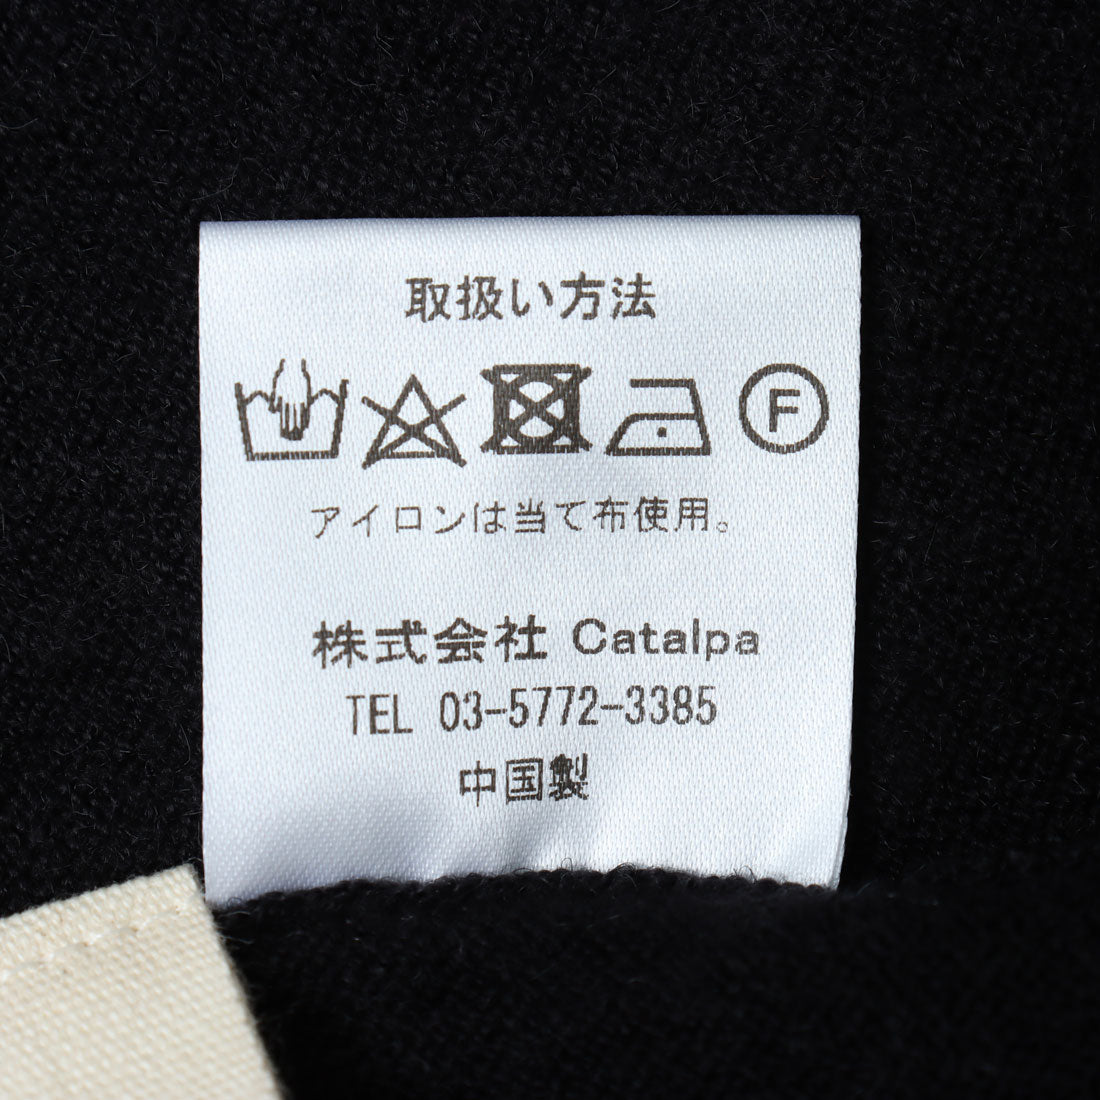 取扱い方法
F
アイロンは当て布使用。
株式会社 Catalpa
TEL 03-5772-3385
中国製